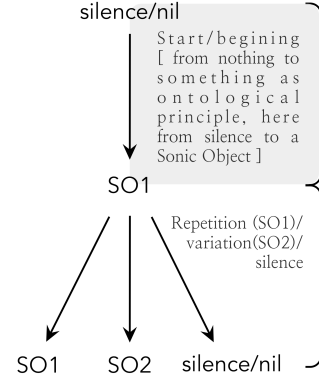 silence/nil
Start/begining
[ from nothing to
something as
ontological
principle, here
from silence to a
Sonic Object ]
SO1
Repetition (SO1)/
variation(SO2)/
silence
SO1 SO2 silence/nil